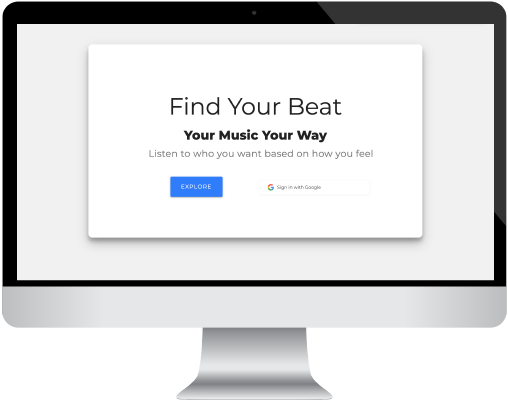 Find Your Beat
Your Music Your Way
Listen to who you want based on how you feel
EXPLORE
Sign in with Google